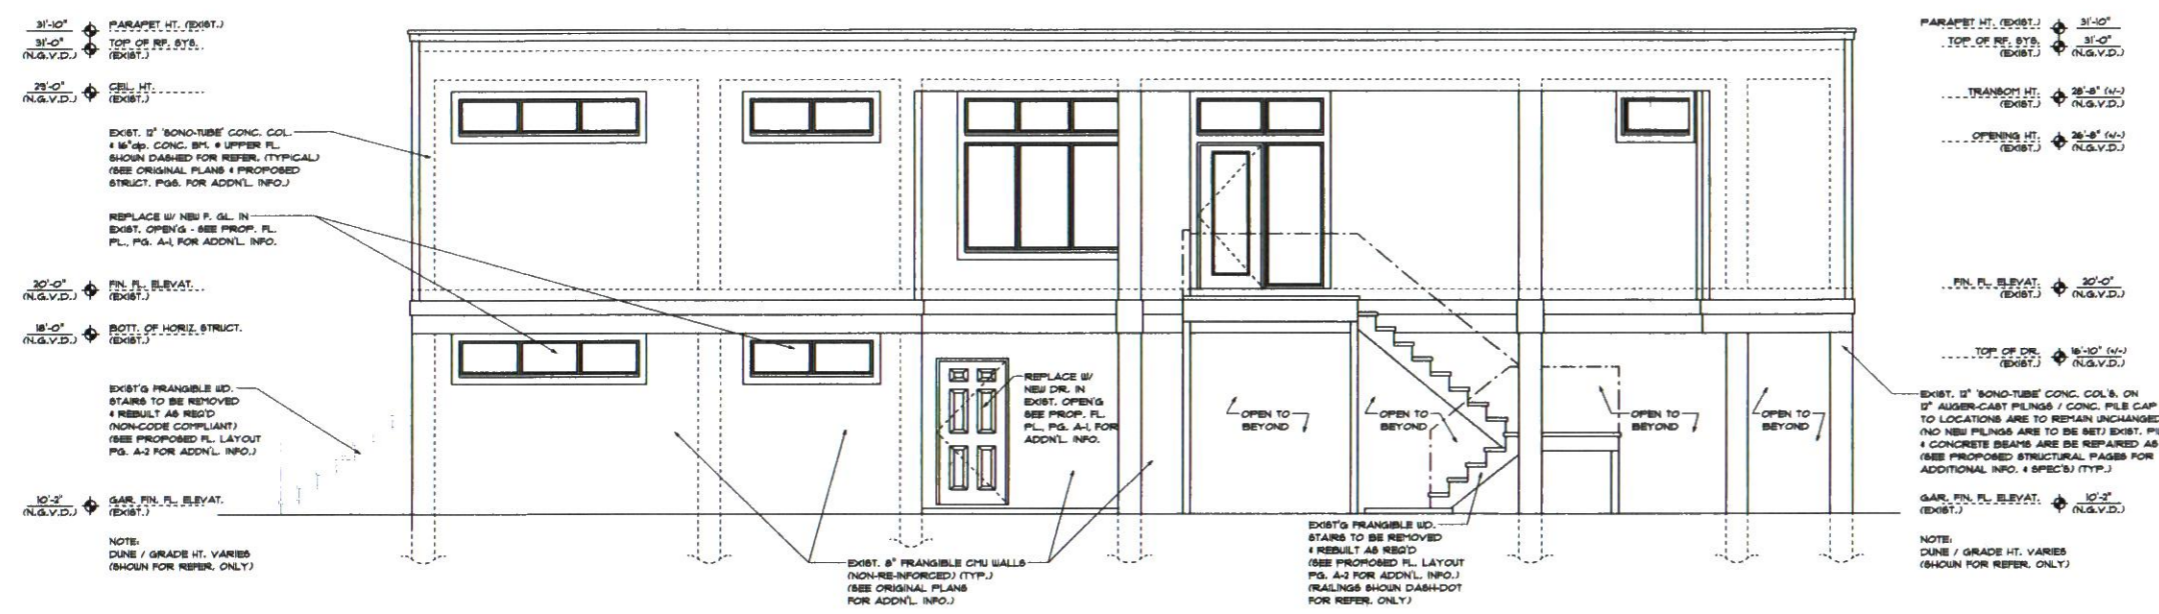 31'-10"
PARAPET HT. (EXIST.)
31'-0"
(N.G.V.D.)
TOP OF RF. SYS.
(EXIST.)
29'-0"
(N.G.V.D.)
CEIL. HT.
(EXIST.)
EXIST. 12" 'SONO-TUBE' CONC. COL.
& 16"dp. CONC. BM. @ UPPER FL.
SHOWN DASHED FOR REFER. (TYPICAL)
(SEE ORIGINAL PLANS & PROPOSED
STRUCT. PGS. FOR ADDN'L. INFO.)
REPLACE W/ NEW F. GL. IN
EXIST. OPEN'G - SEE PROP. FL.
PL., PG. A-1, FOR ADDN'L. INFO.
20'-0"
(N.G.V.D.)
FIN. FL. ELEVAT.
(EXIST.)
18'-0"
(N.G.V.D.)
BOTT. OF HORIZ. STRUCT.
(EXIST.)
EXIST'G FRANGIBLE WD.
STAIRS TO BE REMOVED
& REBUILT AS REQ'D
(NON-CODE COMPLIANT)
(SEE PROPOSED FL. LAYOUT
PG. A-2 FOR ADDN'L. INFO.)
10'-2"
(N.G.V.D.)
GAR. FIN. FL. ELEVAT.
(EXIST.)
NOTE:
DUNE / GRADE HT. VARIES
(SHOWN FOR REFER. ONLY)
REPLACE W/
NEW DR. IN
EXIST. OPEN'G
SEE PROP. FL.
PL., PG. A-1, FOR
ADDN'L. INFO.
EXIST. 8" FRANGIBLE CMU WALLS
(NON-RE-INFORCED) (TYP.)
(SEE ORIGINAL PLANS
FOR ADDN'L. INFO.)
OPEN TO
BEYOND
OPEN TO
BEYOND
OPEN TO
BEYOND
OPEN TO
BEYOND
EXIST'G FRANGIBLE WD.
STAIRS TO BE REMOVED
& REBUILT AS REQ'D
(SEE PROPOSED FL. LAYOUT
PG. A-2 FOR ADDN'L. INFO.)
(RAILINGS SHOWN DASH-DOT
FOR REFER. ONLY)
PARAPET HT. (EXIST.)
31'-10"
TOP OF RF. SYS.
(EXIST.)
31'-0"
(N.G.V.D.)
TRANSOM HT.
(EXIST.)
28'-8" (+/-)
(N.G.V.D.)
OPENING HT.
(EXIST.)
26'-8" (+/-)
(N.G.V.D.)
FIN. FL. ELEVAT.
(EXIST.)
20'-0"
(N.G.V.D.)
TOP OF DR.
(EXIST.)
16'-10" (+/-)
(N.G.V.D.)
EXIST. 12" 'SONO-TUBE' CONC. COL'S. ON
12" AUGER-CAST PILINGS / CONC. PILE CAP
TO LOCATIONS ARE TO REMAIN UNCHANGED
(NO NEW PILINGS ARE TO BE SET) EXIST.
& CONCRETE BEAMS ARE BE REPAIRED AS
(SEE PROPOSED STRUCTURAL PAGES FOR
ADDITIONAL INFO. & SPEC'S) (TYP.)
GAR. FIN. FL. ELEVAT.
(EXIST.)
10'-2"
(N.G.V.D.)
NOTE:
DUNE / GRADE HT. VARIES
(SHOWN FOR REFER. ONLY)